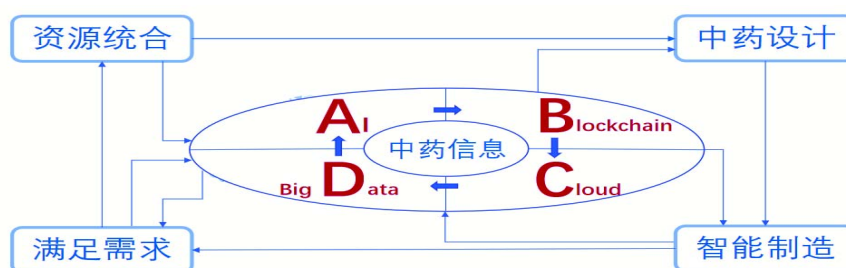 资源统合
中药设计
AI
Blockchain
中药信息
Big Data
Cloud
满足需求
智能制造